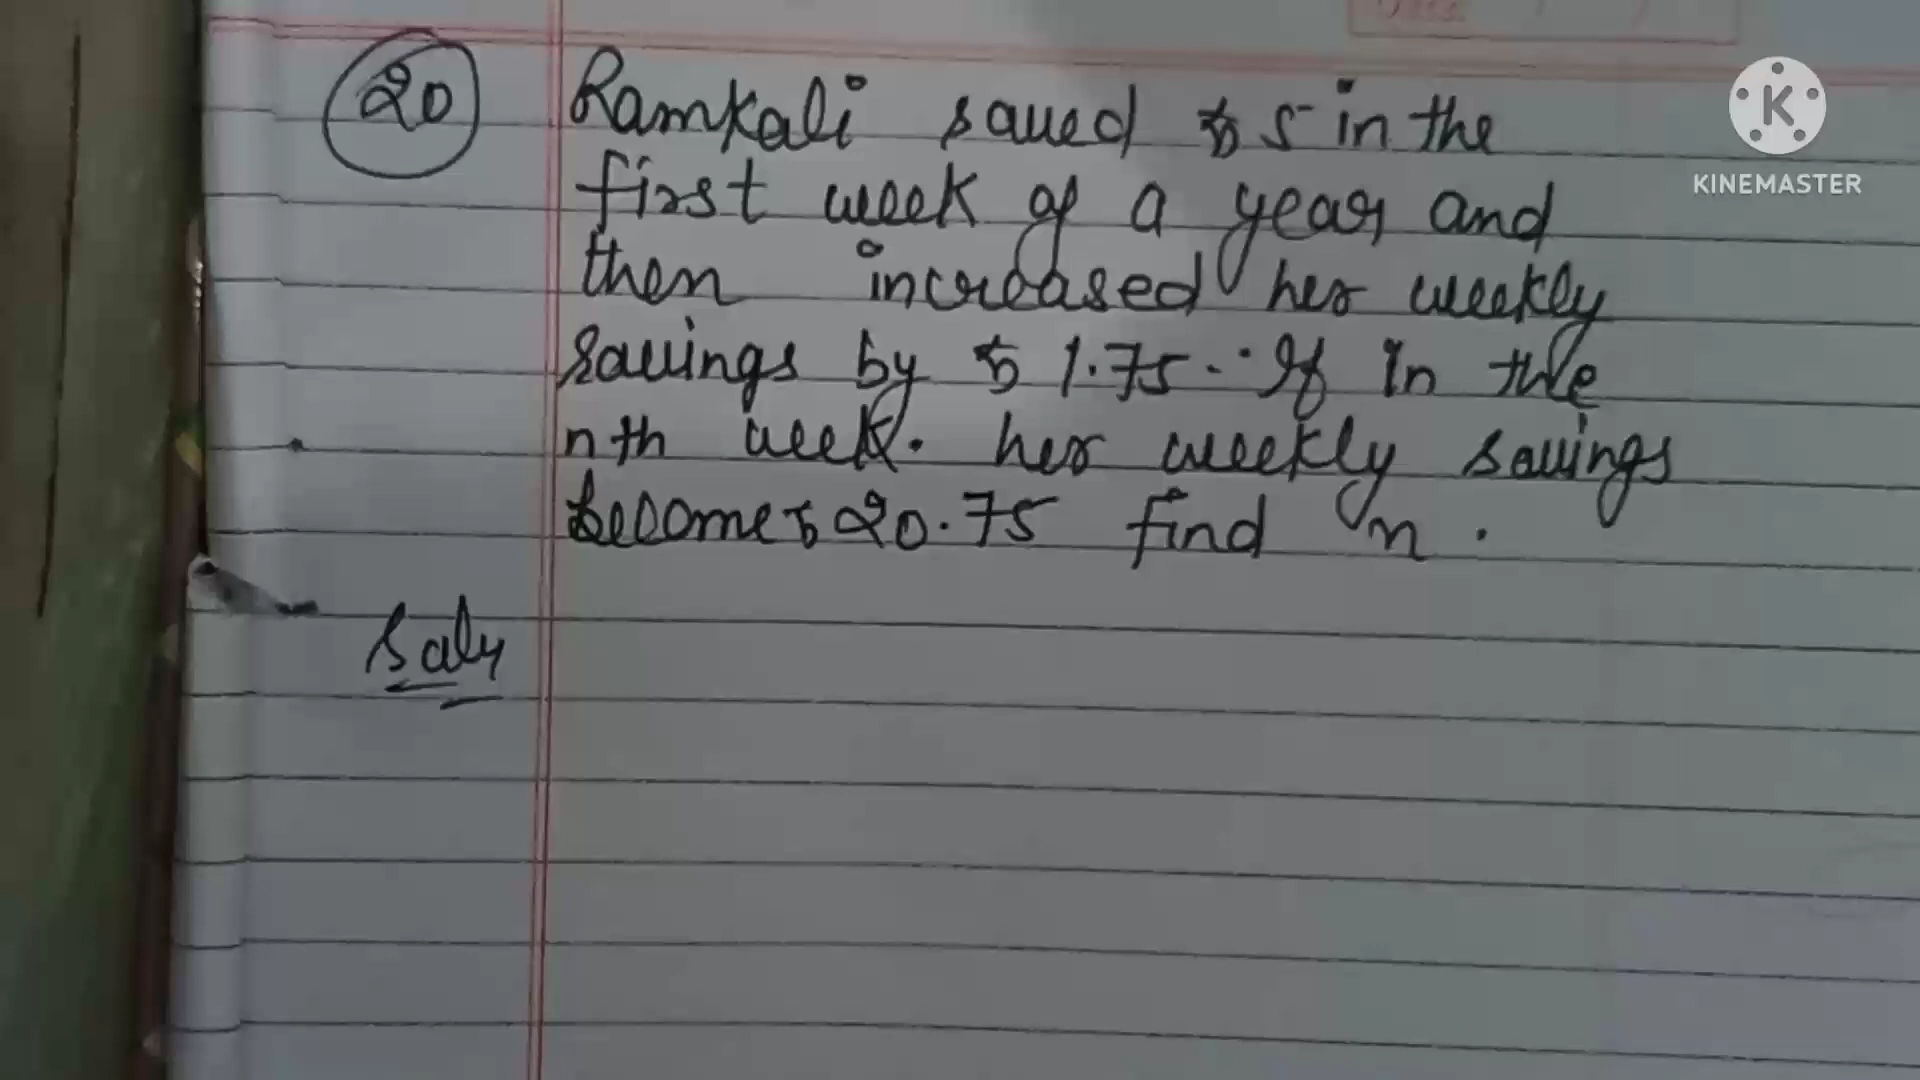 20 Ramkali saved ₹ 5 in the
first week of a year and
then increased her weekly
savings by ₹ 1.75. If in the
nth week. her weekly savings
become ₹ 20.75 find n.
Soln
KINEMASTER